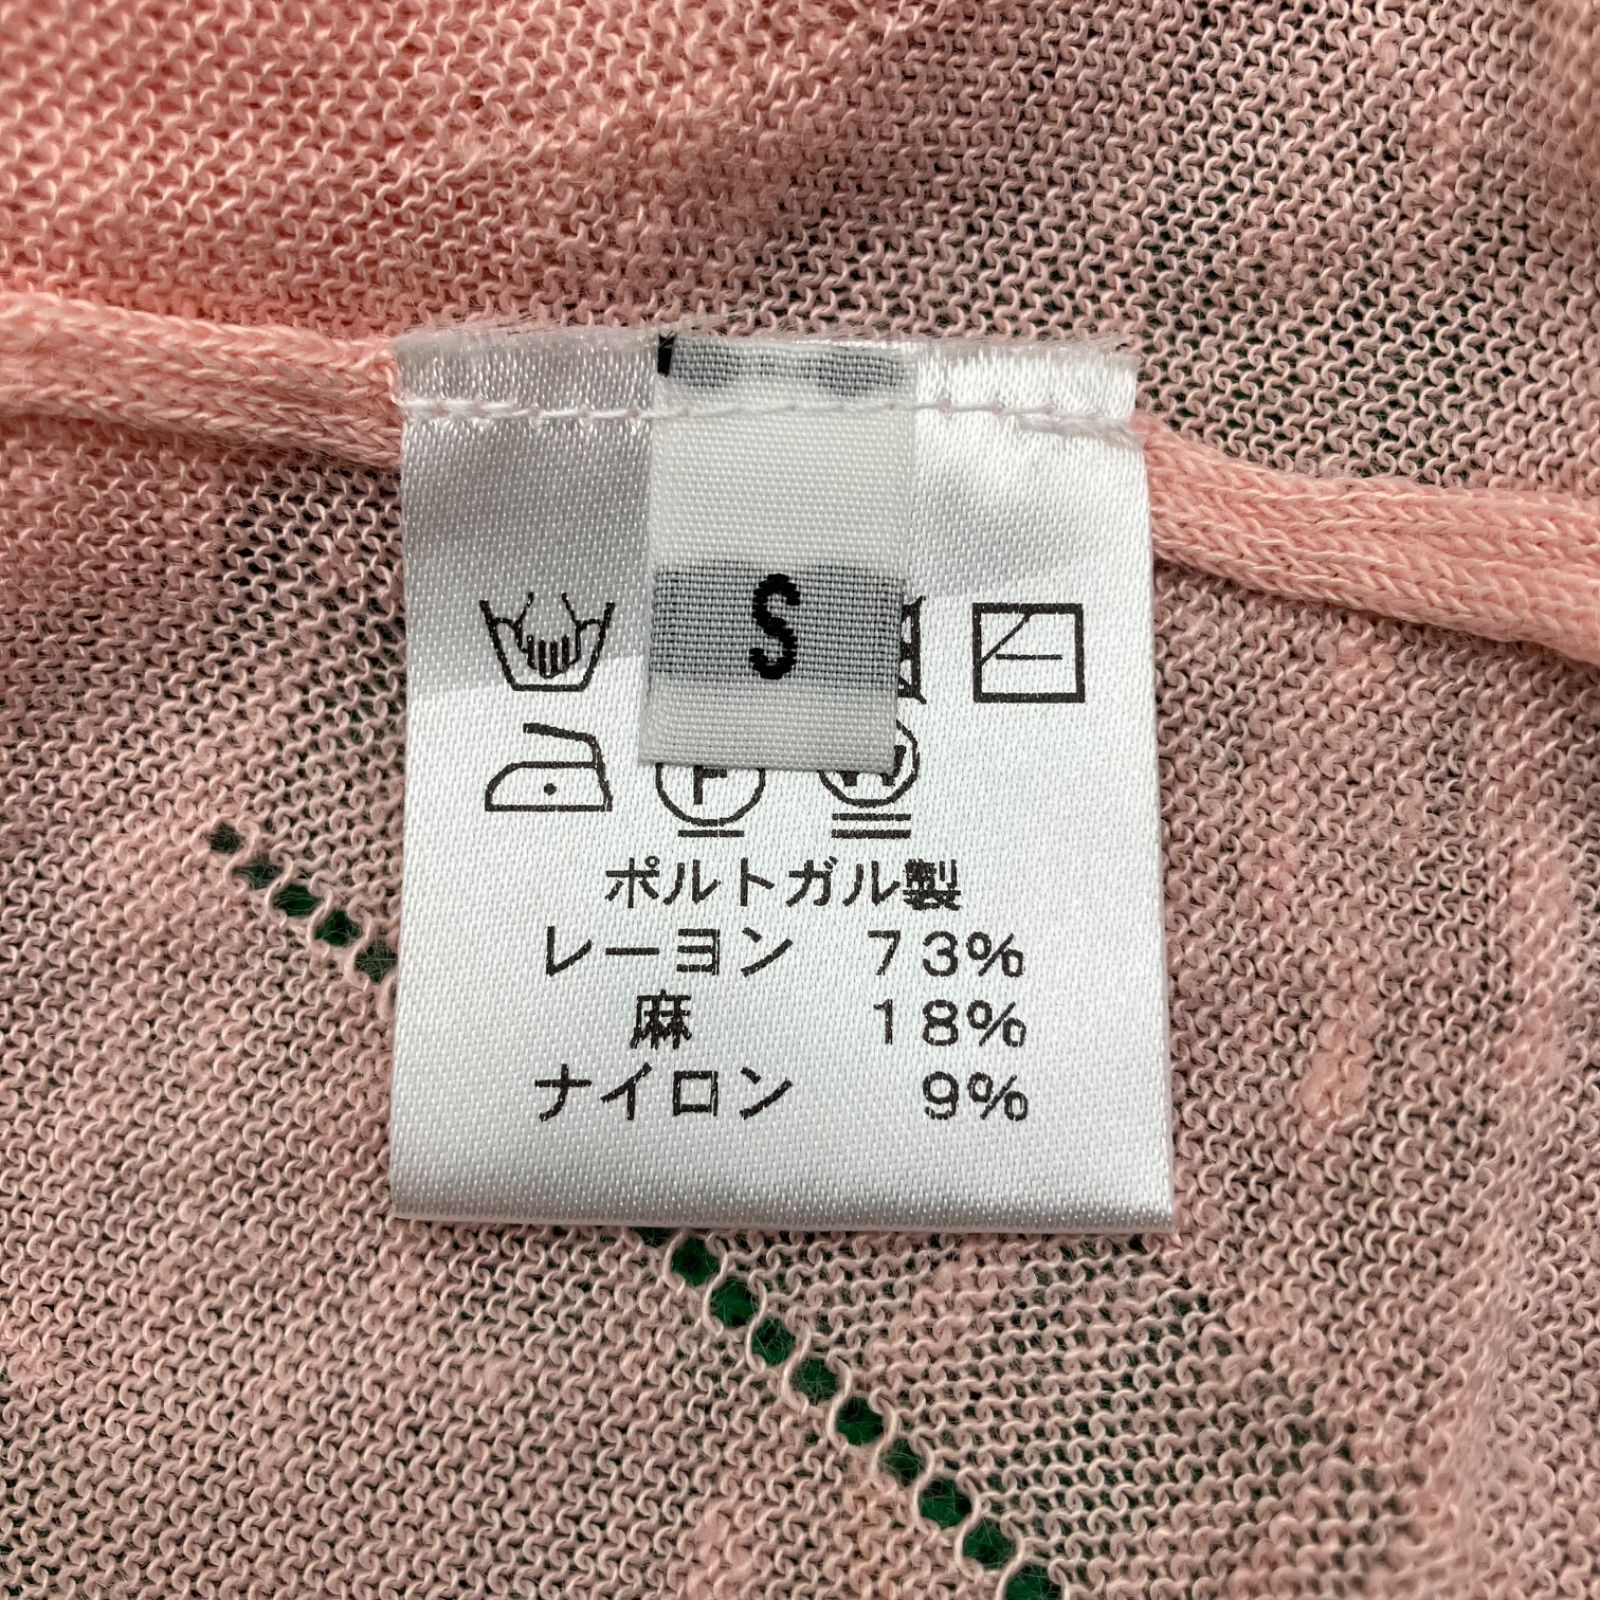 S
ポルトガル製
レーヨン 73%
麻 18%
ナイロン 9%